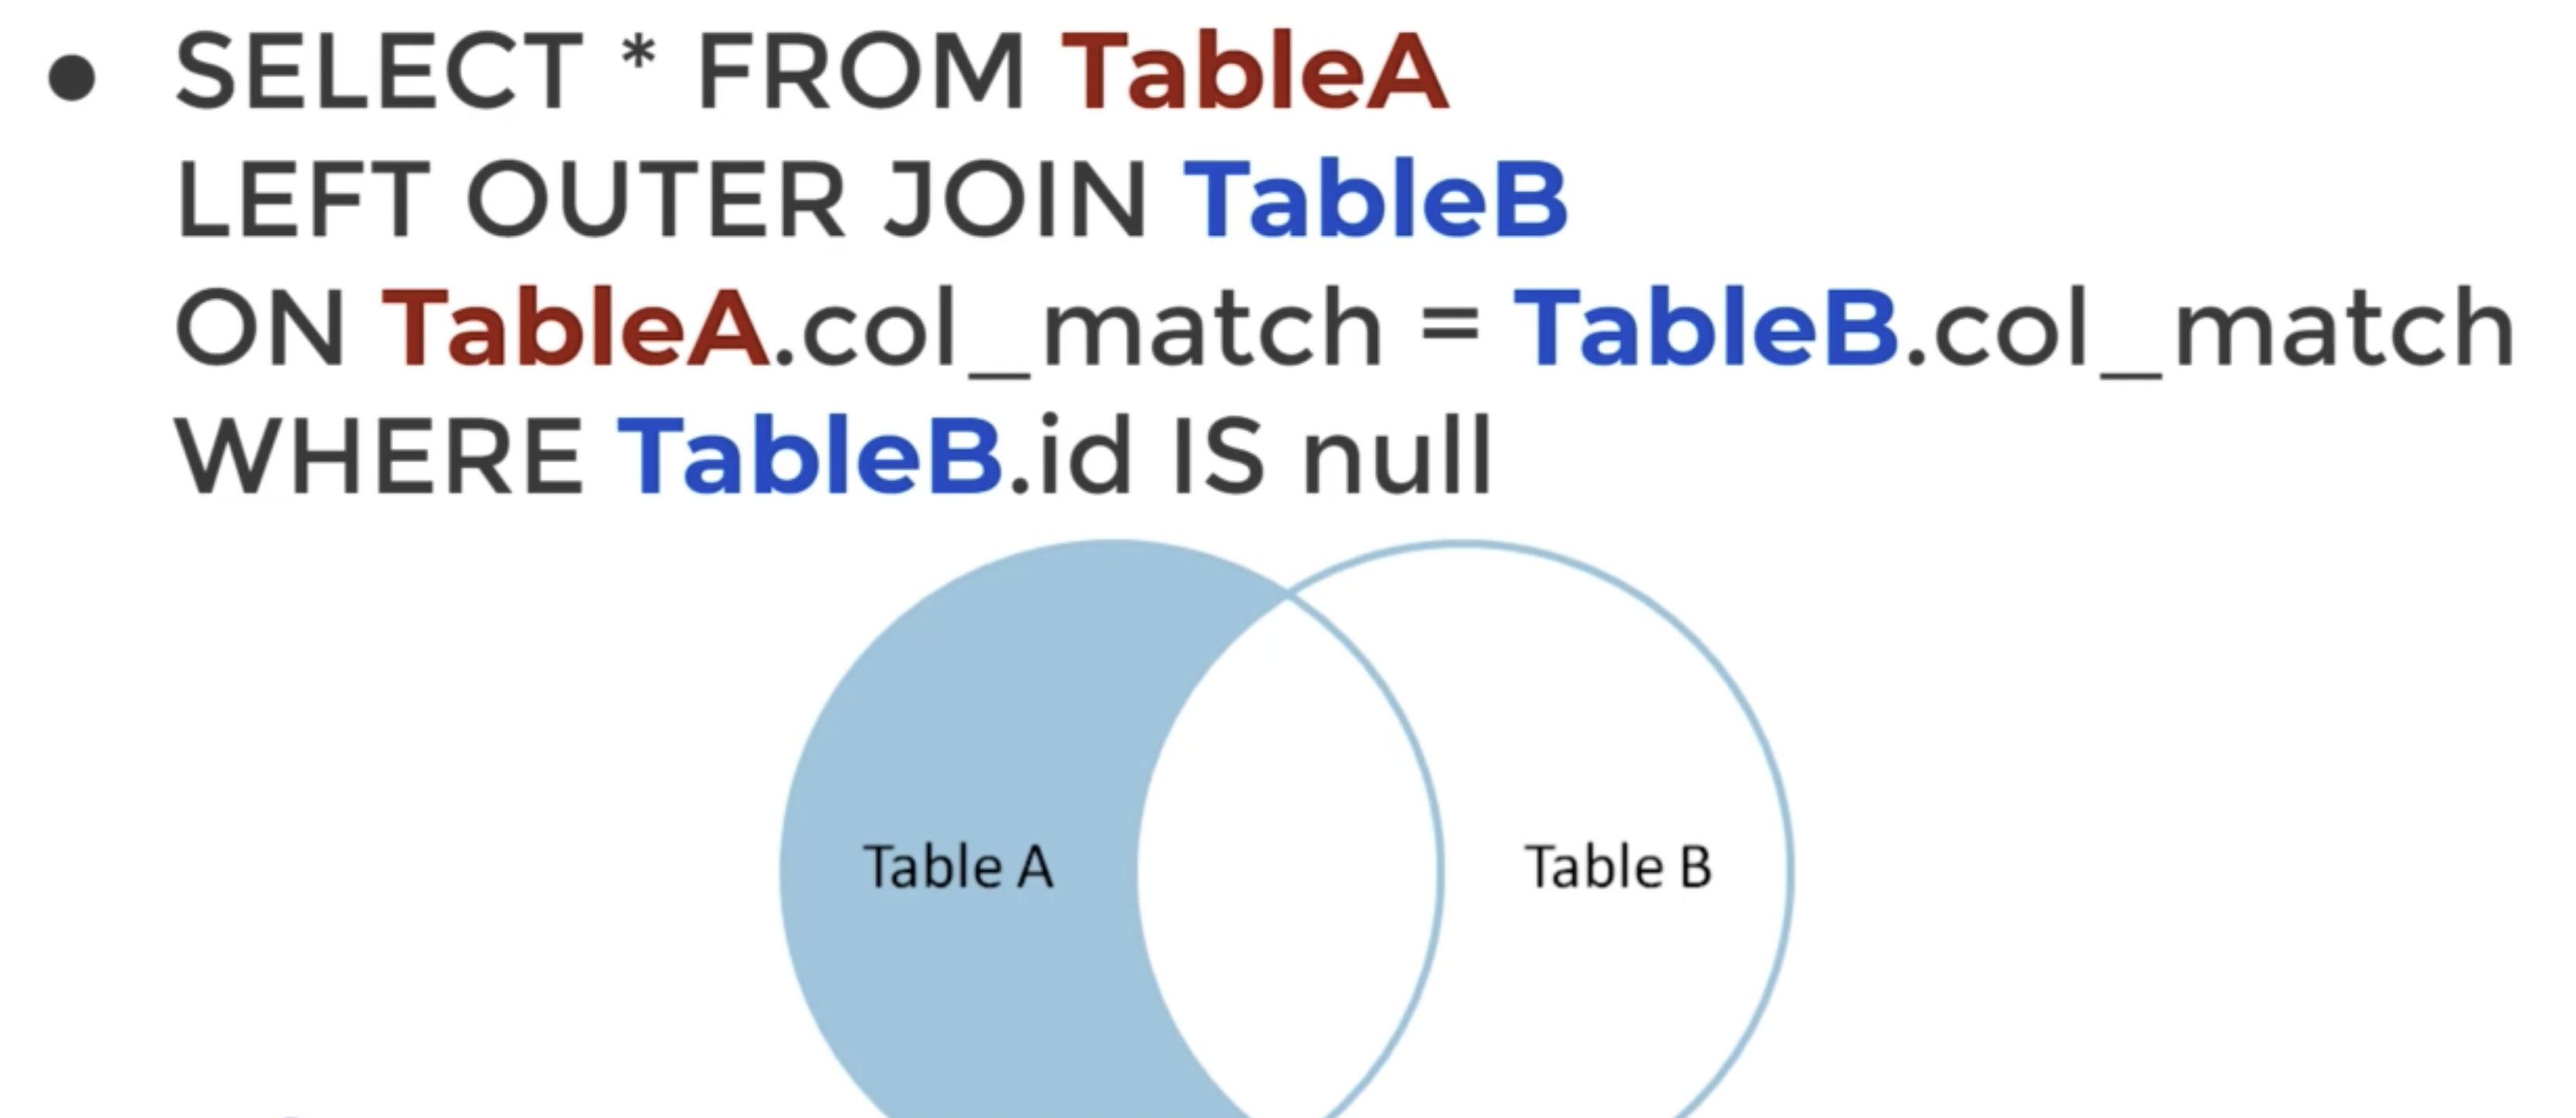 • SELECT * FROM TableA
LEFT OUTER JOIN TableB
ON TableA.col_match = TableB.col_match
WHERE TableB.id IS null
Table A
Table B